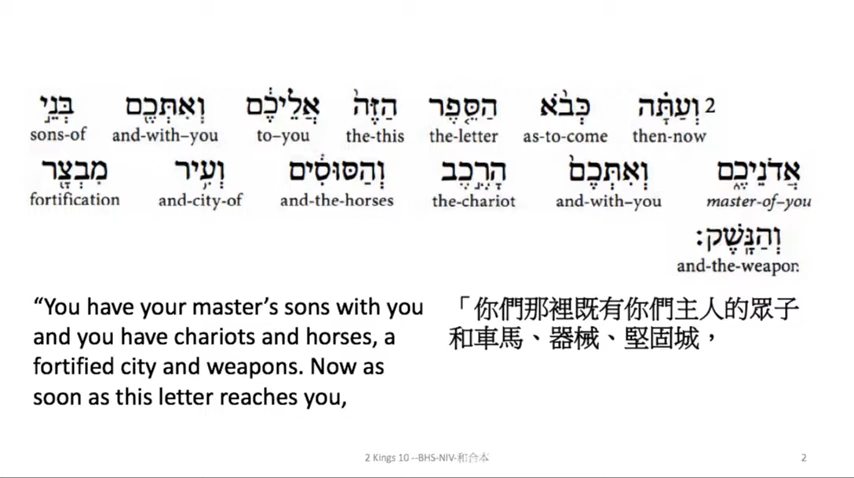 2 וְעַתָּ֗ה כְּבֹ֨א הַסֵּ֤פֶר הַזֶּה֙ אֲלֵיכֶ֔ם וְאִתְּכֶ֖ם בְּנֵ֣י
sons-of and-with–you to–you the-this the-letter as-to-come then-now
אֲדֹנֵיכֶ֑ם וְאִתְּכֶם֙ הָרֶ֣כֶב וְהַסּוּסִ֔ים וְעִ֥יר מִבְצָ֖ר
fortification and-city-of and-the-horses the-chariot and-with–you master-of–you
וְהַנָּֽשֶׁק׃
and-the-weapon:
“You have your master’s sons with you
and you have chariots and horses, a
fortified city and weapons. Now as
soon as this letter reaches you,
「你們那裡既有你們主人的眾子
和車馬、器械、堅固城，
2 Kings 10 --BHS-NIV-和合本
2